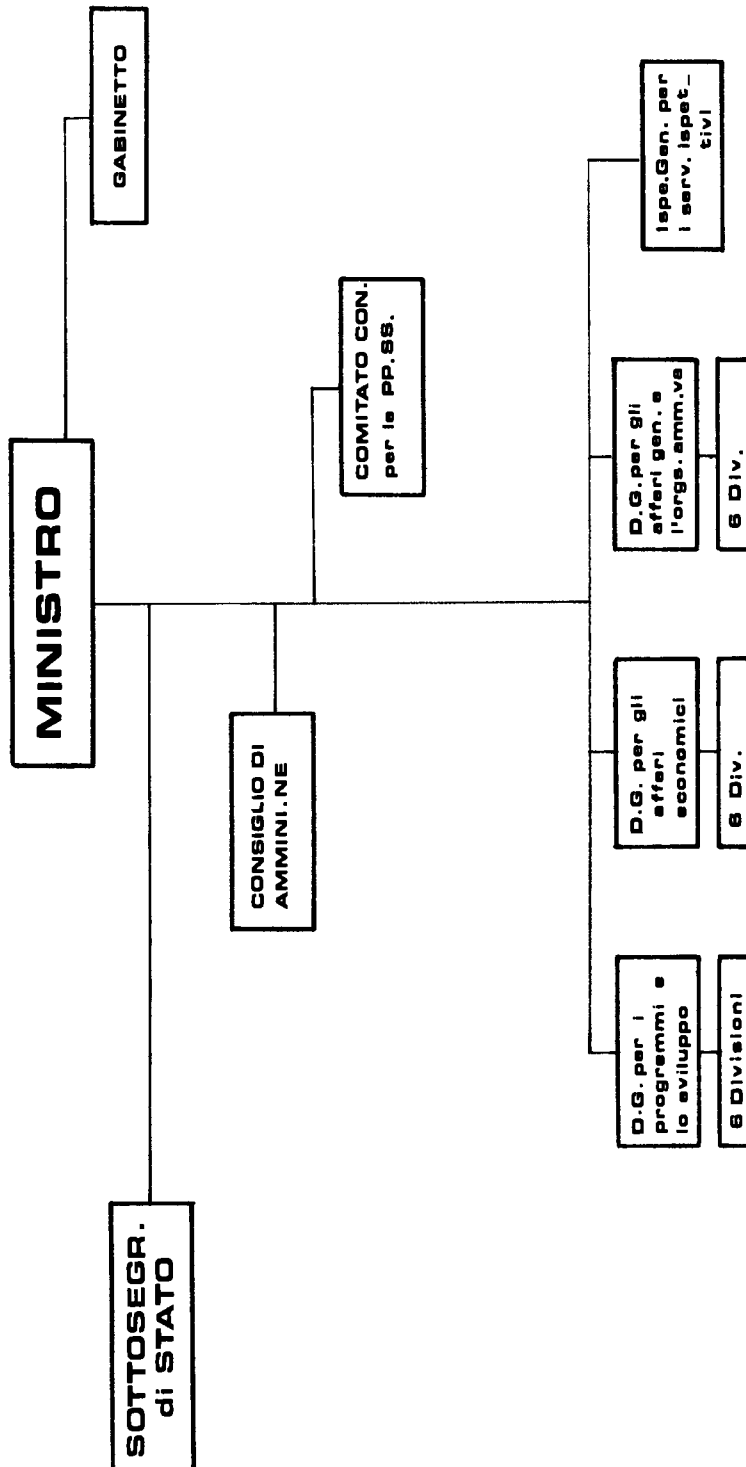 MINISTRO
GABINETTO
SOTTOSEGR.
di STATO
CONSIGLIO DI
AMMINI.NE
COMITATO CON.
per le PP.SS.
D.G. per i
programmi e
lo sviluppo
6 Divisioni
D.G. per gli
affari
economici
6 Div.
D.G. per gli
affari gen. e
l'orgs. amm.va
6 Div.
Ispe.Gen. per
i serv. ispet_
tivi